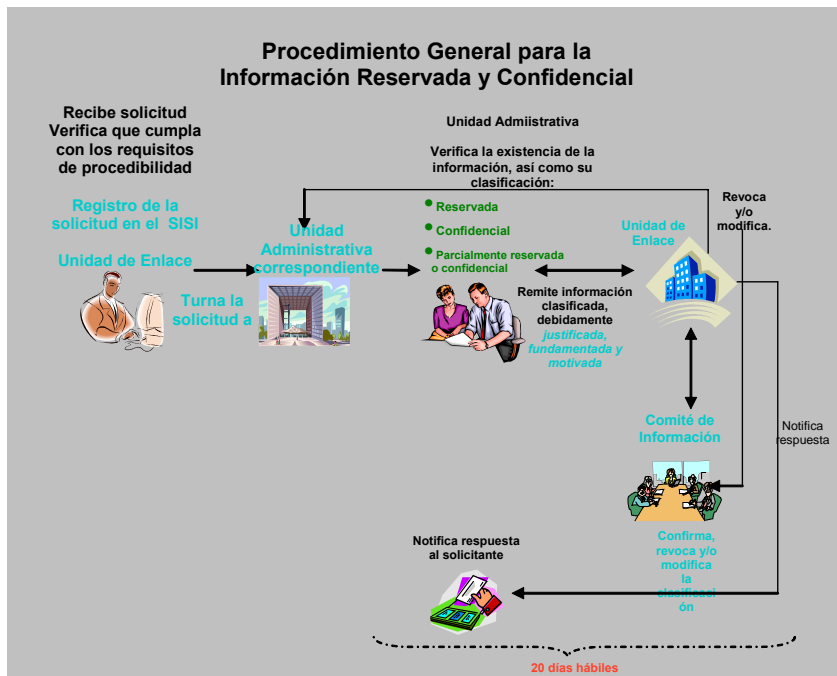 Procedimiento General para la
Información Reservada y Confidencial
Recibe solicitud
Verifica que cumpla
con los requisitos
de procedibilidad
Registro de la
solicitud en el SISI
Unidad de Enlace
Turna la
solicitud a
Unidad
Administrativa
correspondiente
Unidad Admiistrativa
Verifica la existencia de la
información, así como su
clasificación:
• Reservada
• Confidencial
• Parcialmente reservada
o confidencial
Remite información
clasificada,
debidamente
justificada,
fundamentada y
motivada
Unidad de
Enlace
Revoca
y/o
modifica.
Comité de
Información
Notifica
respuesta
Confirma,
revoca y/o
modifica
la
clasificaci
ón
Notifica respuesta
al solicitante
20 días hábiles